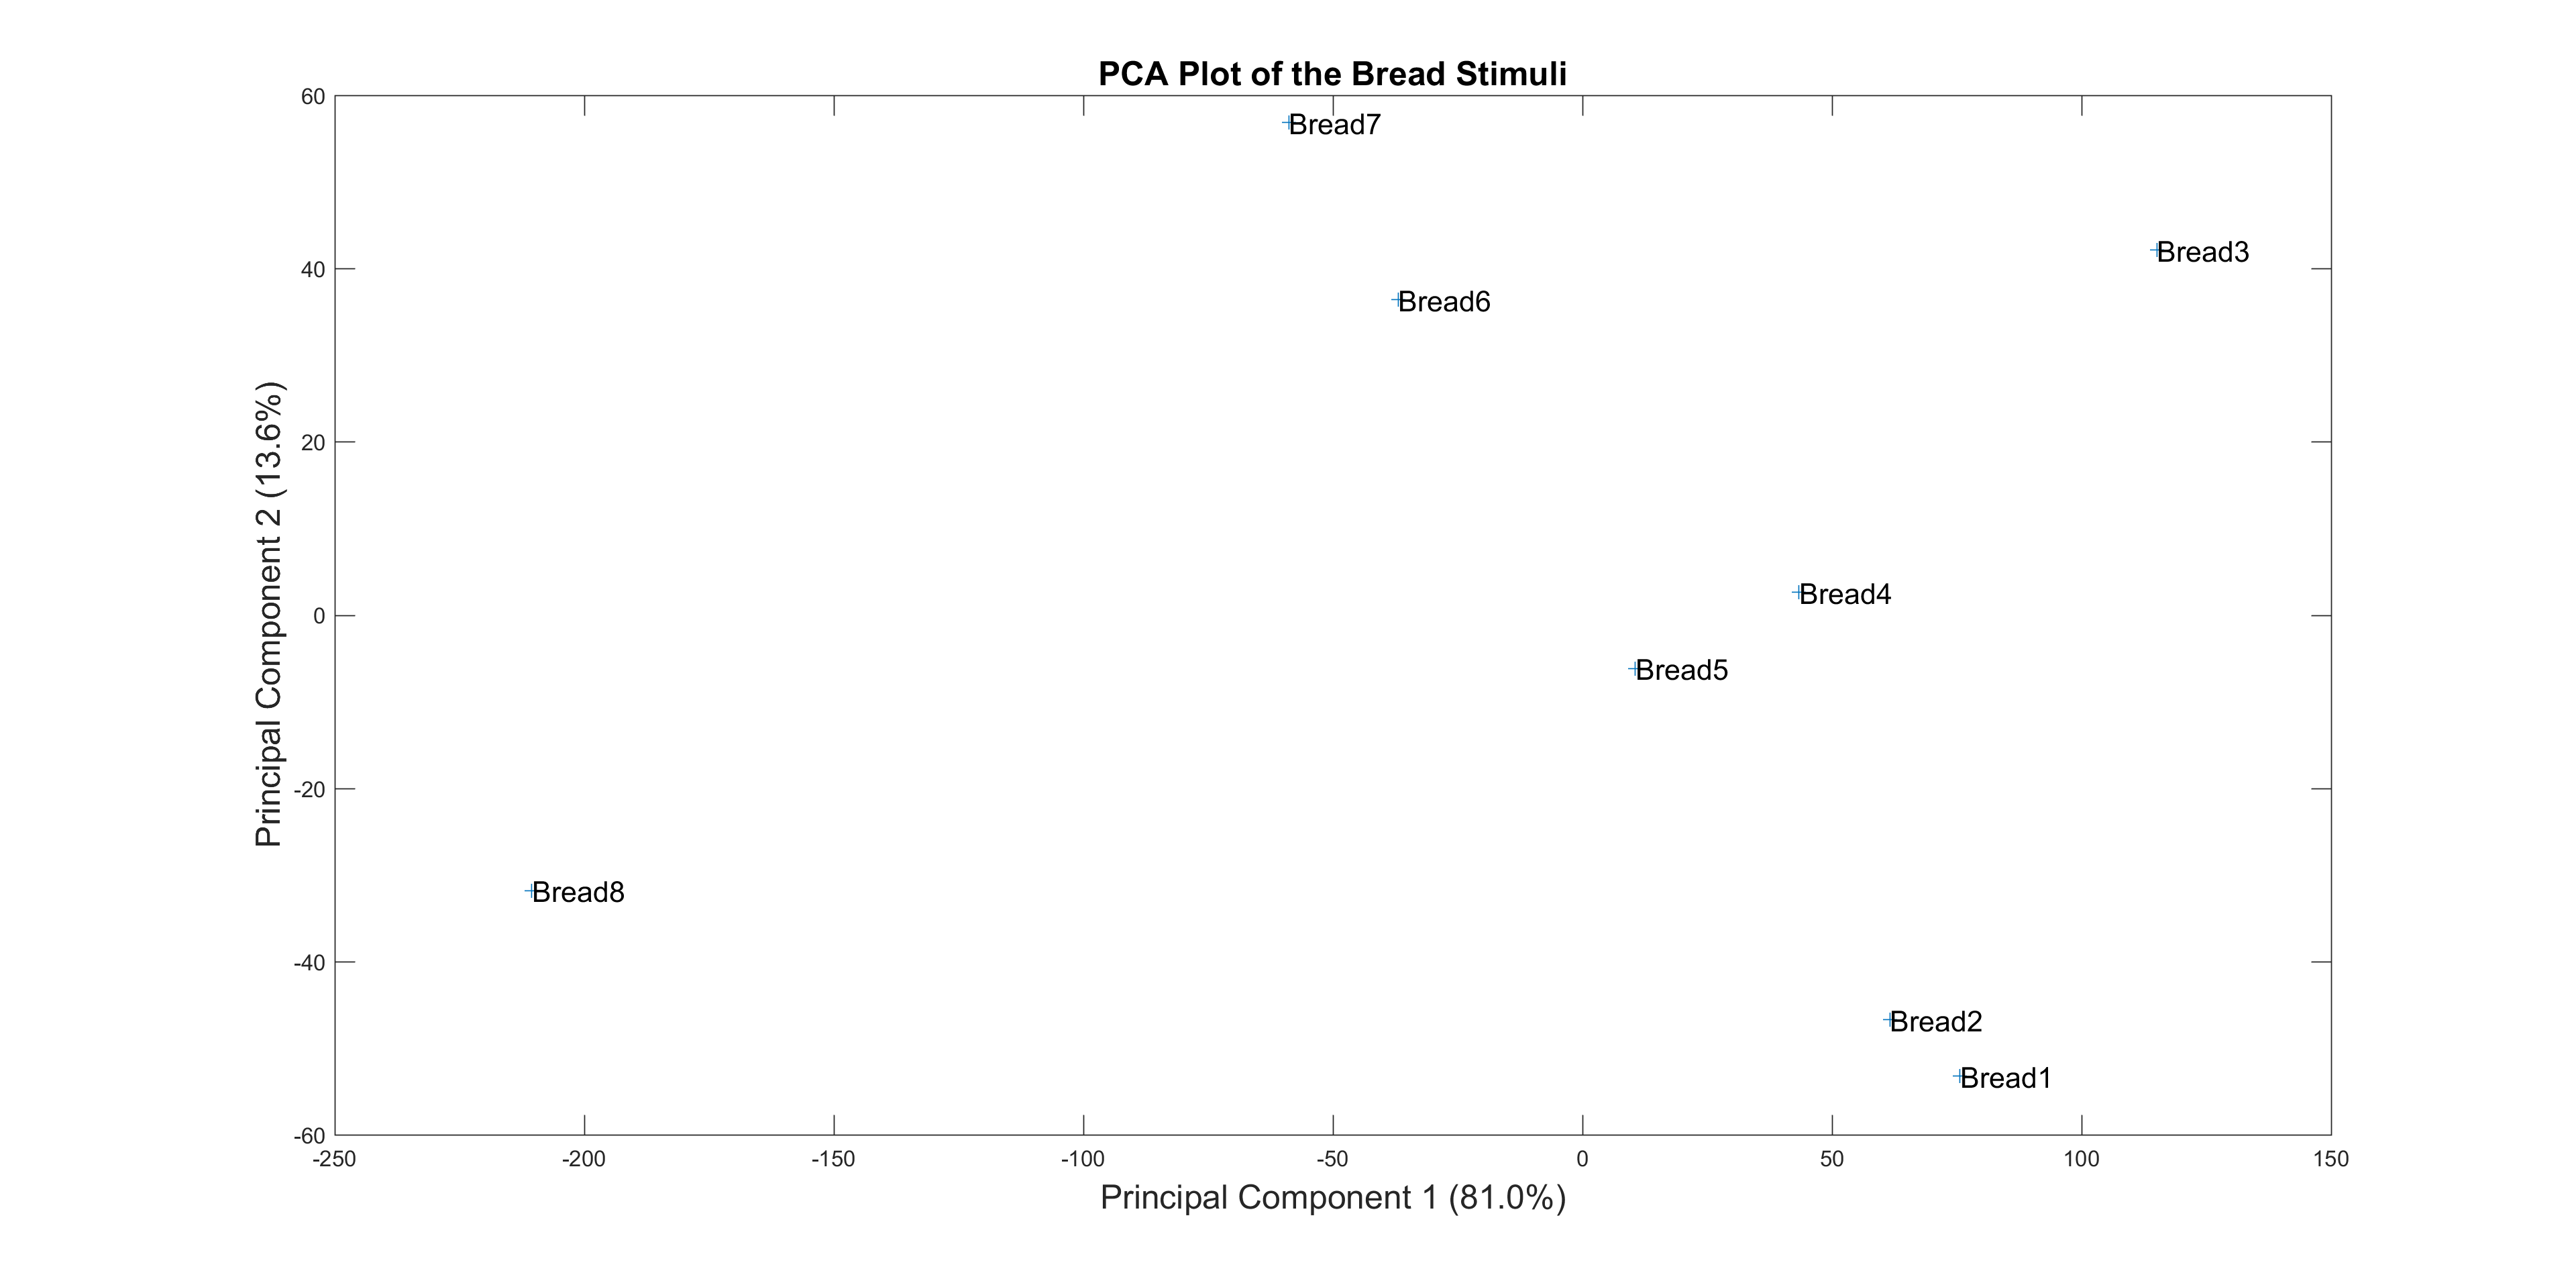 PCA Plot of the Bread Stimuli
60
Bread7
Bread3
40
Bread6
20
Principal Component 2 (13.6%)
Bread4
0
Bread5
-20
Bread8
-40
Bread2
Bread1
-60
-250 -200 -150 -100 -50 0 50 100 150
Principal Component 1 (81.0%)